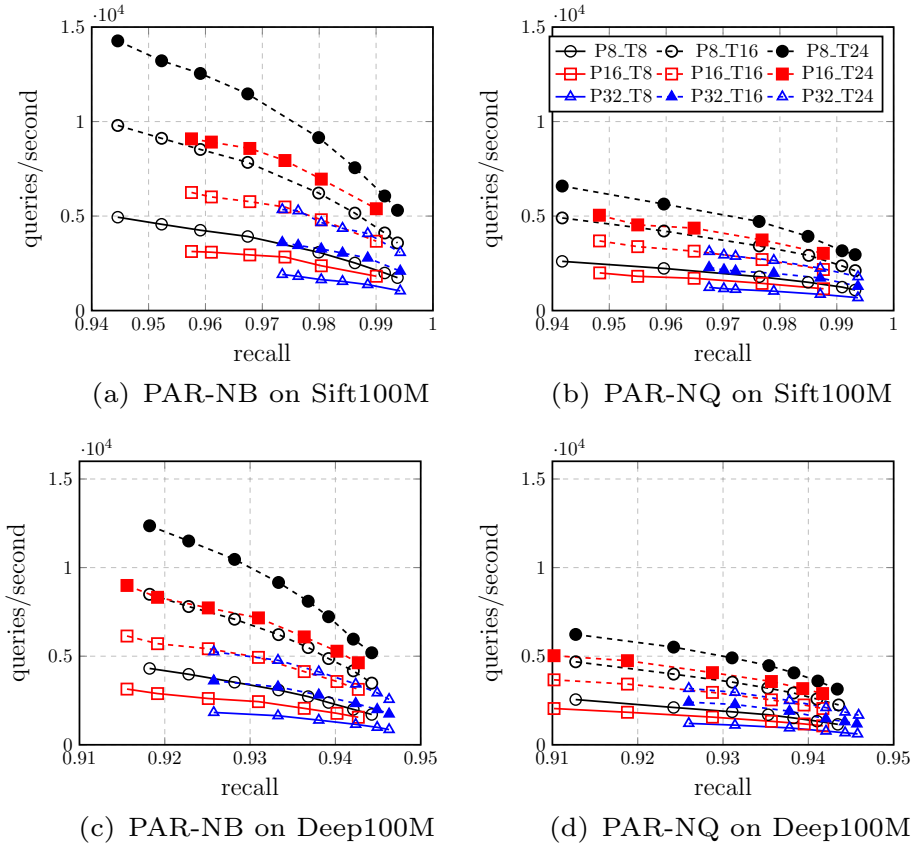 ·10⁴
1.5
1
0.5
0
queries/second
0.94 0.95 0.96 0.97 0.98 0.99 1
recall
(a) PAR-NB on Sift100M
·10⁴
1.5
1
0.5
0
queries/second
P8_T8 P8_T16 P8_T24
P16_T8 P16_T16 P16_T24
P32_T8 P32_T16 P32_T24
0.94 0.95 0.96 0.97 0.98 0.99 1
recall
(b) PAR-NQ on Sift100M
·10⁴
1.5
1
0.5
0
queries/second
0.91 0.92 0.93 0.94 0.95
recall
(c) PAR-NB on Deep100M
·10⁴
1.5
1
0.5
0
queries/second
0.91 0.92 0.93 0.94 0.95
recall
(d) PAR-NQ on Deep100M